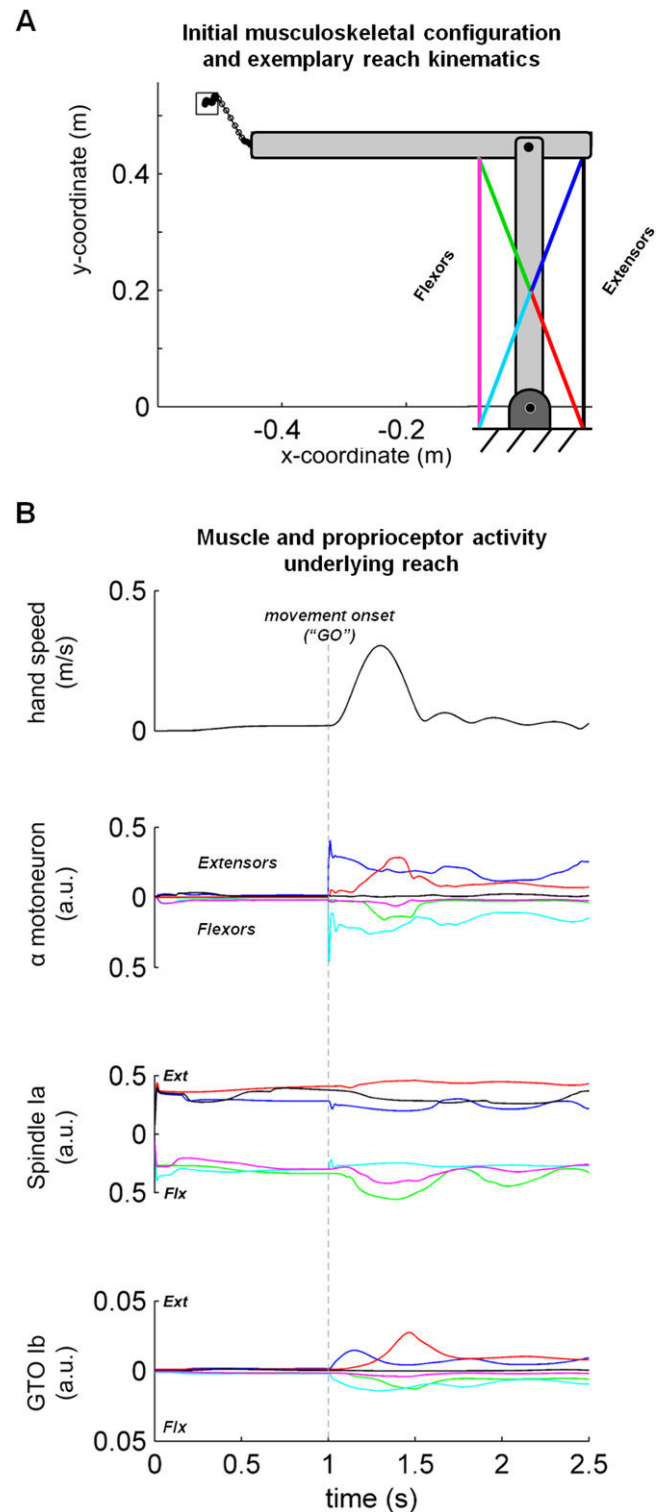 A
Initial musculoskeletal configuration
and exemplary reach kinematics
y-coordinate (m)
0.4
0.2
0
Flexors
Extensors
-0.4
-0.2
x-coordinate (m)
B
Muscle and proprioceptor activity
underlying reach
hand speed
(m/s)
0.5
0
movement onset
("GO")
α motoneuron
(a.u.)
0.5
0
0.5
Extensors
Flexors
Spindle Ia
(a.u.)
0.5
0
0.5
Ext
Flx
GTO Ib
(a.u.)
0.05
0
0.05
Ext
Flx
0
0.5
1
1.5
2
2.5
time (s)